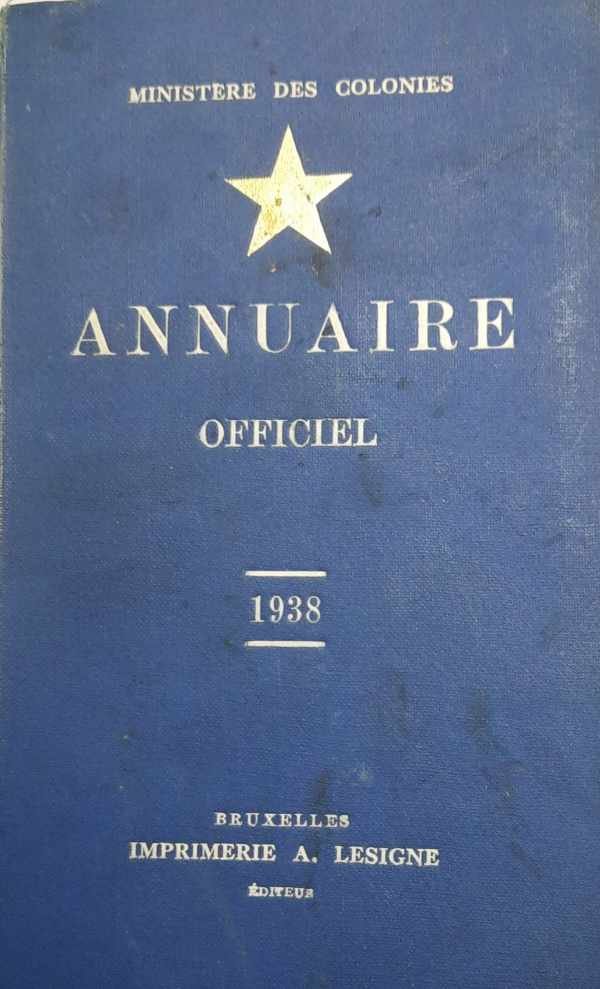 MINISTÈRE DES COLONIES
ANNUAIRE
OFFICIEL
1938
BRUXELLES
IMPRIMERIE A. LESIGNE
ÉDITEUR